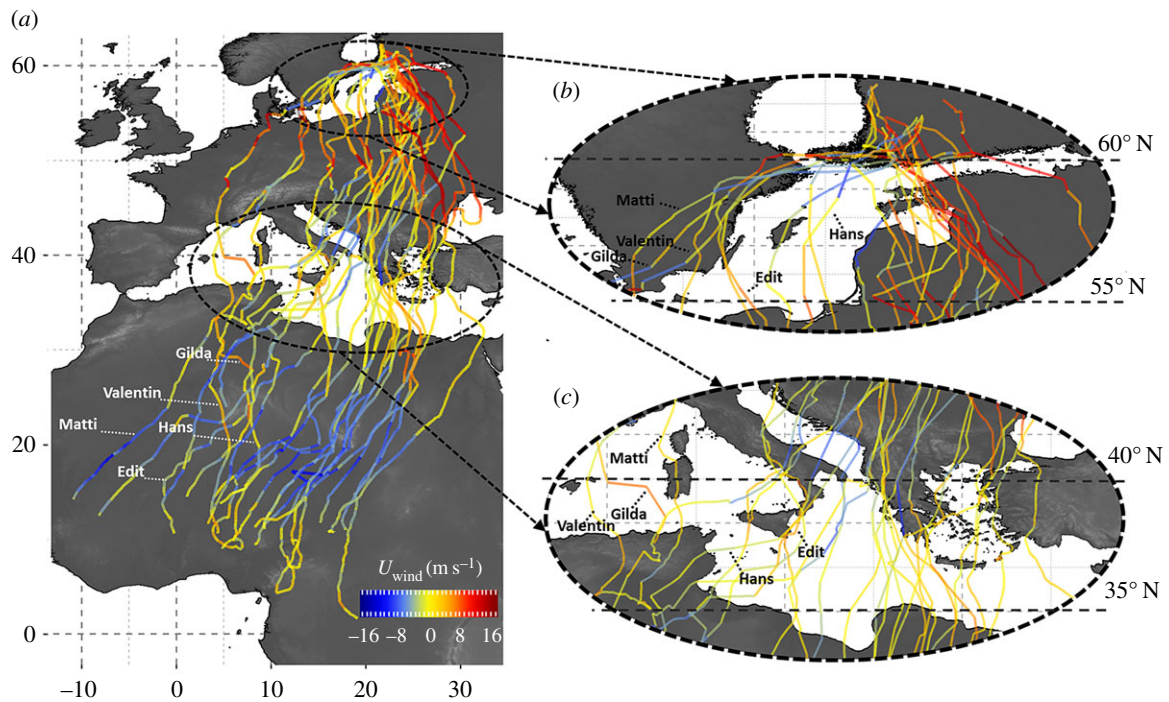 (a)
60
40
20
0
−10
0
10
20
30
Gilda
Valentin
Matti
Hans
Edit
U wind (m s−1)
−16 −8 0 8 16
(b)
60° N
Matti
Valentin
Hans
Gilda
Edit
55° N
(c)
40° N
Matti
Gilda
Valentin
Edit
Hans
35° N